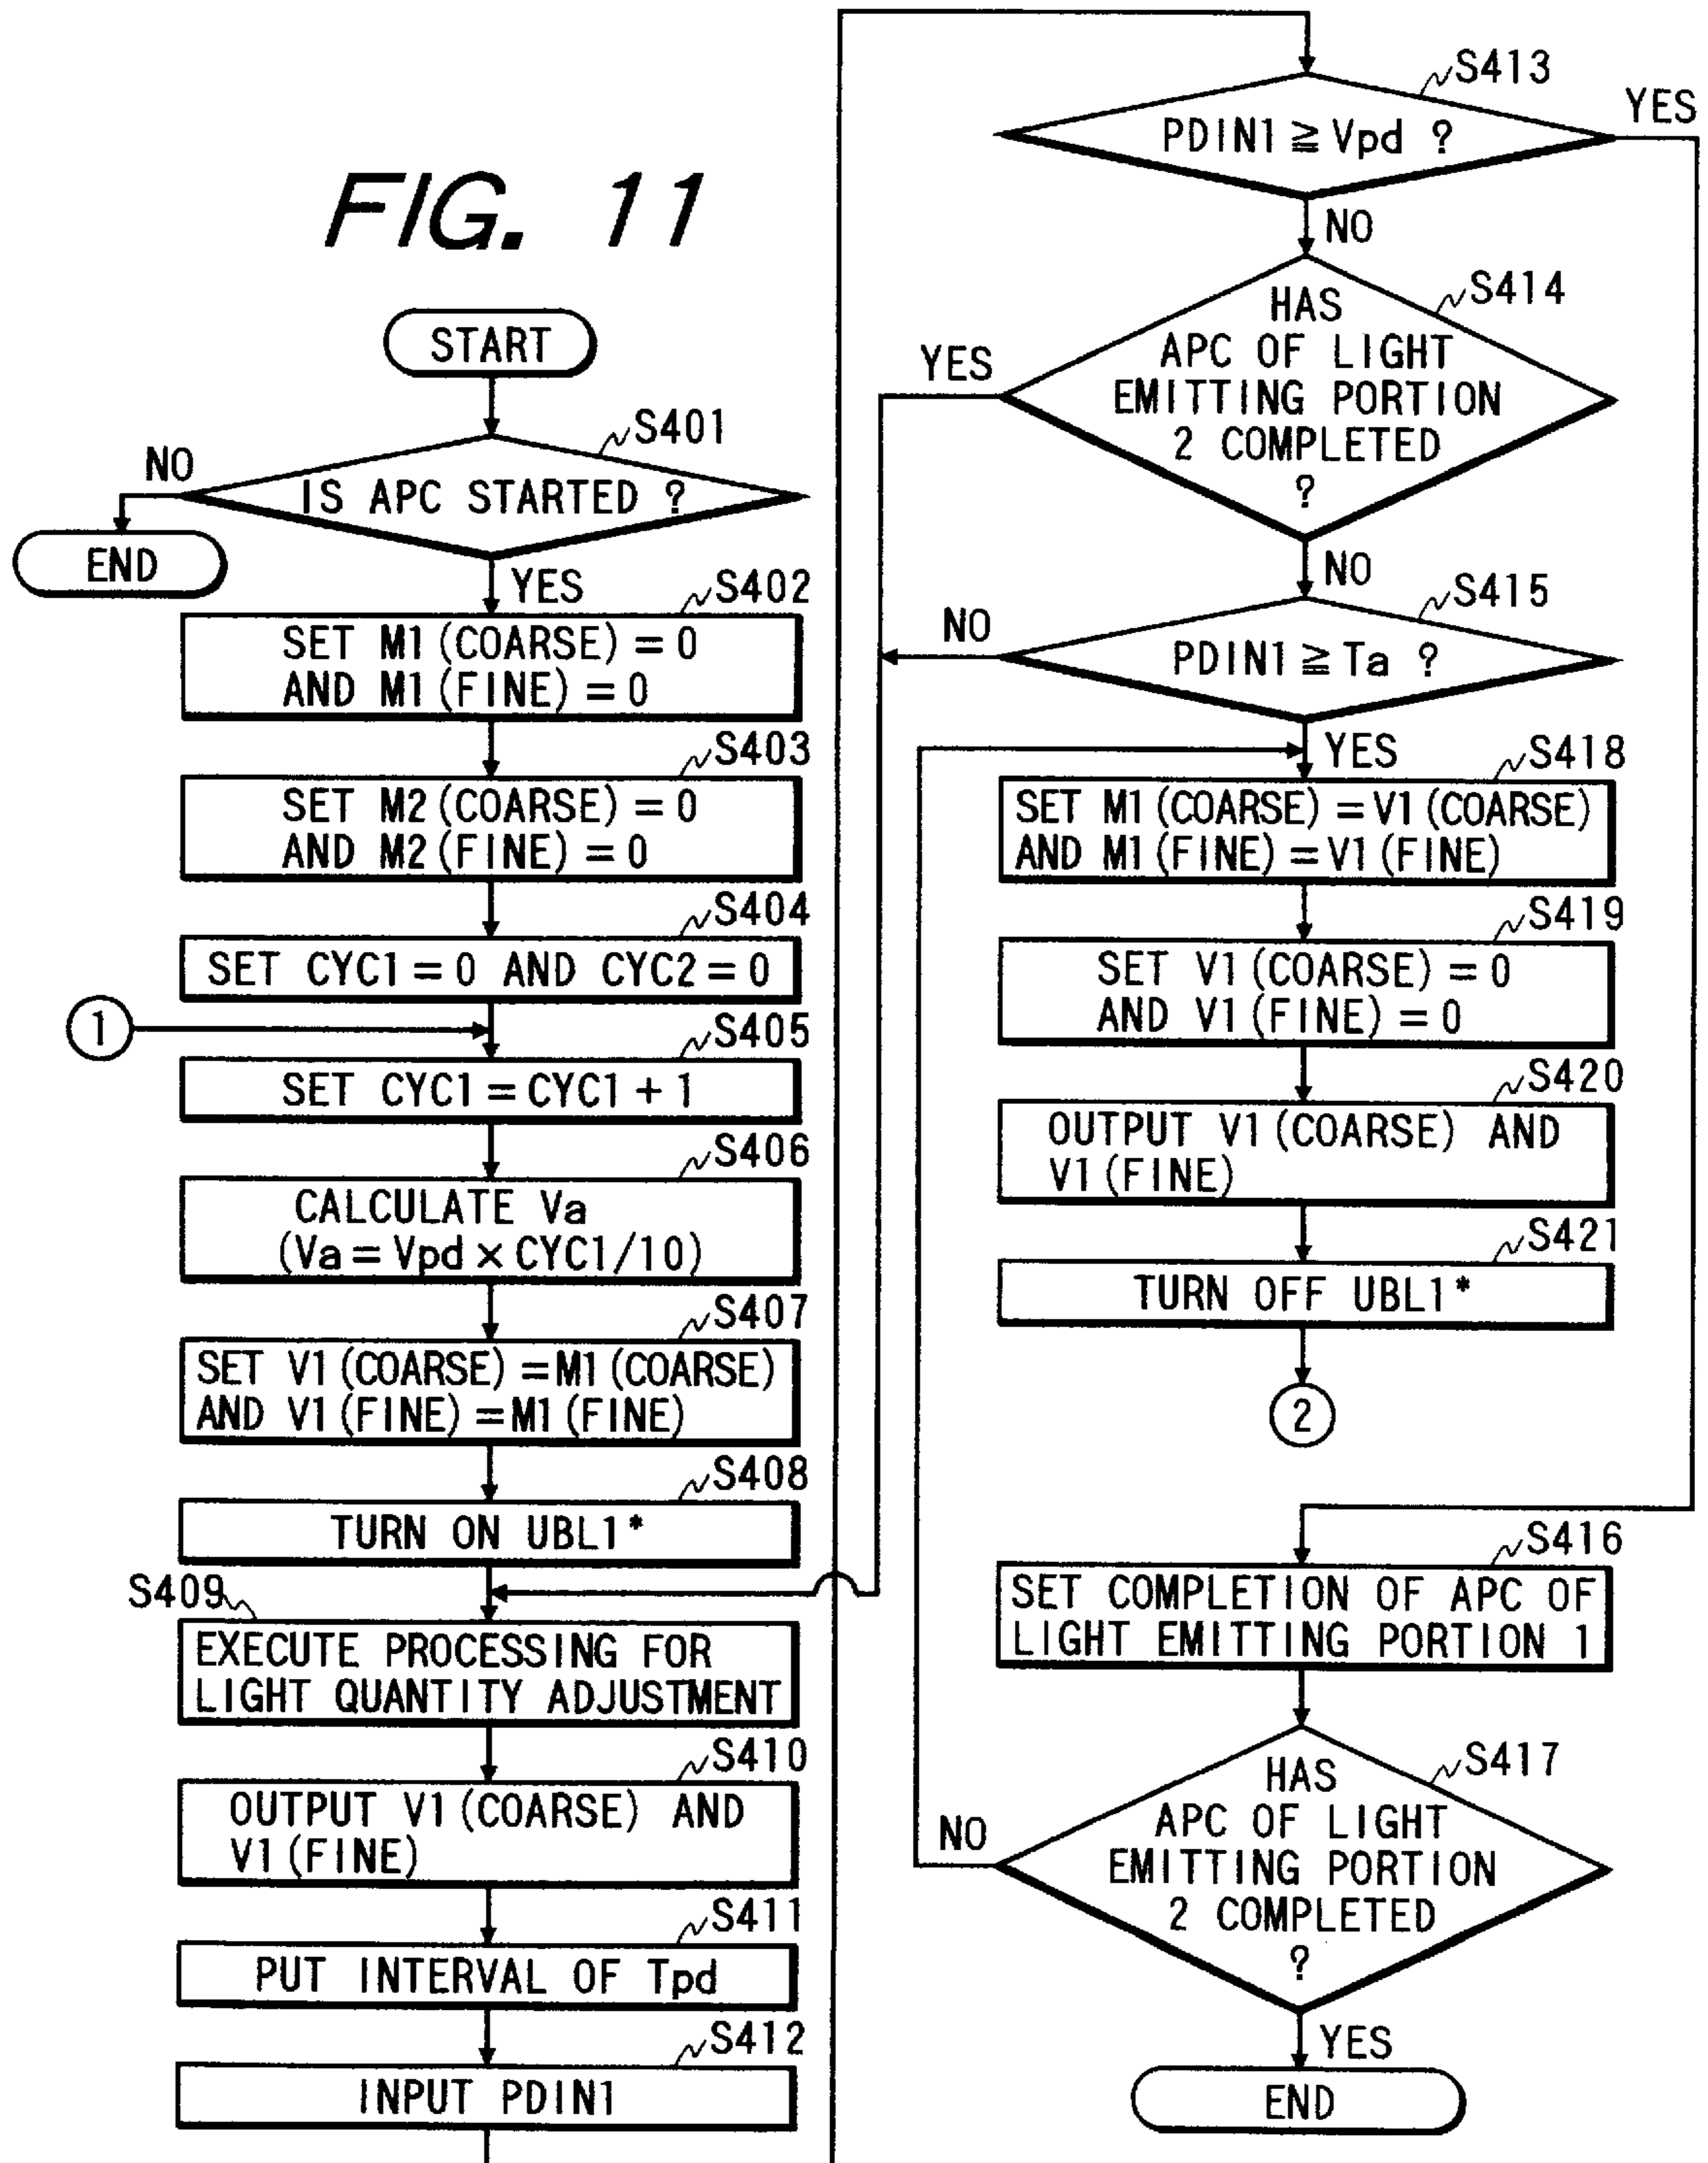 FIG. 11
START
S401
NO
IS APC STARTED ?
END
YES
S402
SET M1(COARSE) = 0
AND M1(FINE) = 0
S403
SET M2(COARSE) = 0
AND M2(FINE) = 0
S404
SET CYC1 = 0 AND CYC2 = 0
1
S405
SET CYC1 = CYC1 + 1
S406
CALCULATE Va
(Va = Vpd × CYC1/10)
S407
SET V1(COARSE) = M1(COARSE)
AND V1(FINE) = M1(FINE)
S408
TURN ON UBL1*
S409
EXECUTE PROCESSING FOR
LIGHT QUANTITY ADJUSTMENT
S410
OUTPUT V1(COARSE) AND
V1(FINE)
S411
PUT INTERVAL OF Tpd
S412
INPUT PDIN1
S413
YES
PDIN1 ≧ Vpd ?
NO
S414
HAS
APC OF LIGHT
EMITTING PORTION
2 COMPLETED
?
YES
NO
S415
NO
PDIN1 ≧ Ta ?
YES
S418
SET M1(COARSE) = V1(COARSE)
AND M1(FINE) = V1(FINE)
S419
SET V1(COARSE) = 0
AND V1(FINE) = 0
S420
OUTPUT V1(COARSE) AND
V1(FINE)
S421
TURN OFF UBL1*
2
S416
SET COMPLETION OF APC OF
LIGHT EMITTING PORTION 1
S417
HAS
APC OF LIGHT
EMITTING PORTION
2 COMPLETED
?
NO
YES
END